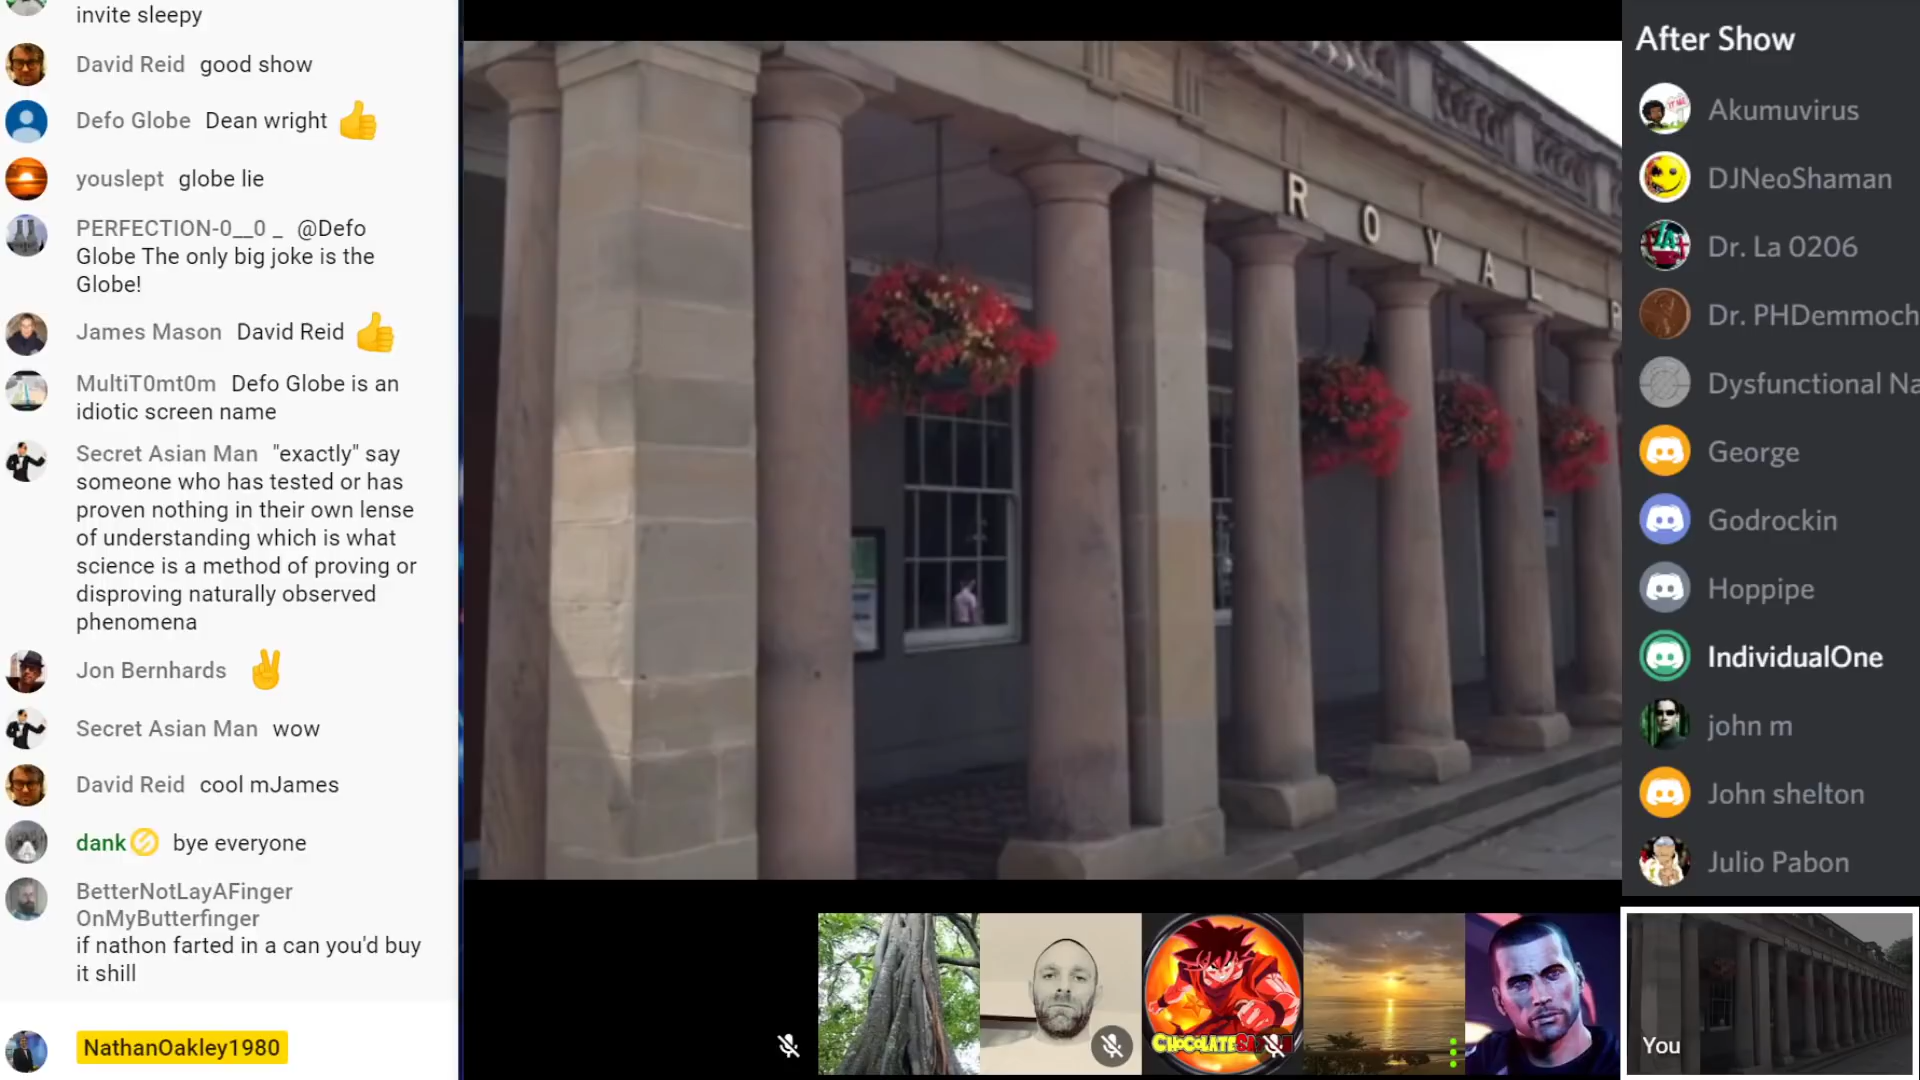 invite sleepy
David Reid good show
Defo Globe Dean wright
youslept globe lie
PERFECTION-0__0 _ @Defo
Globe The only big joke is the
Globe!
James Mason David Reid
MultiT0mt0m Defo Globe is an
idiotic screen name
Secret Asian Man "exactly" say
someone who has tested or has
proven nothing in their own lense
of understanding which is what
science is a method of proving or
disproving naturally observed
phenomena
Jon Bernhards
Secret Asian Man wow
David Reid cool mJames
dank bye everyone
BetterNotLayAFinger
OnMyButterfinger
if nathon farted in a can you'd buy
it shill
NathanOakley1980
ROYAL P
You
After Show
Akumuvirus
DJNeoShaman
Dr. La 0206
Dr. PHDemmoch
Dysfunctional Na
George
Godrockin
Hoppipe
IndividualOne
john m
John shelton
Julio Pabon